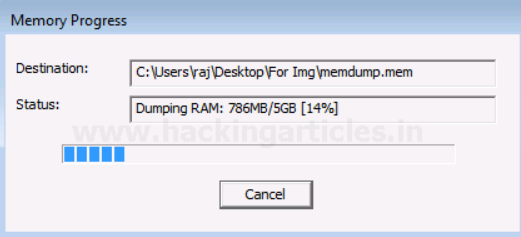 Memory Progress
Destination: C:\Users\raj\Desktop\For Img\memdump.mem
Status: Dumping RAM: 786MB/5GB [14%]
www.hackingarticles.in
Cancel